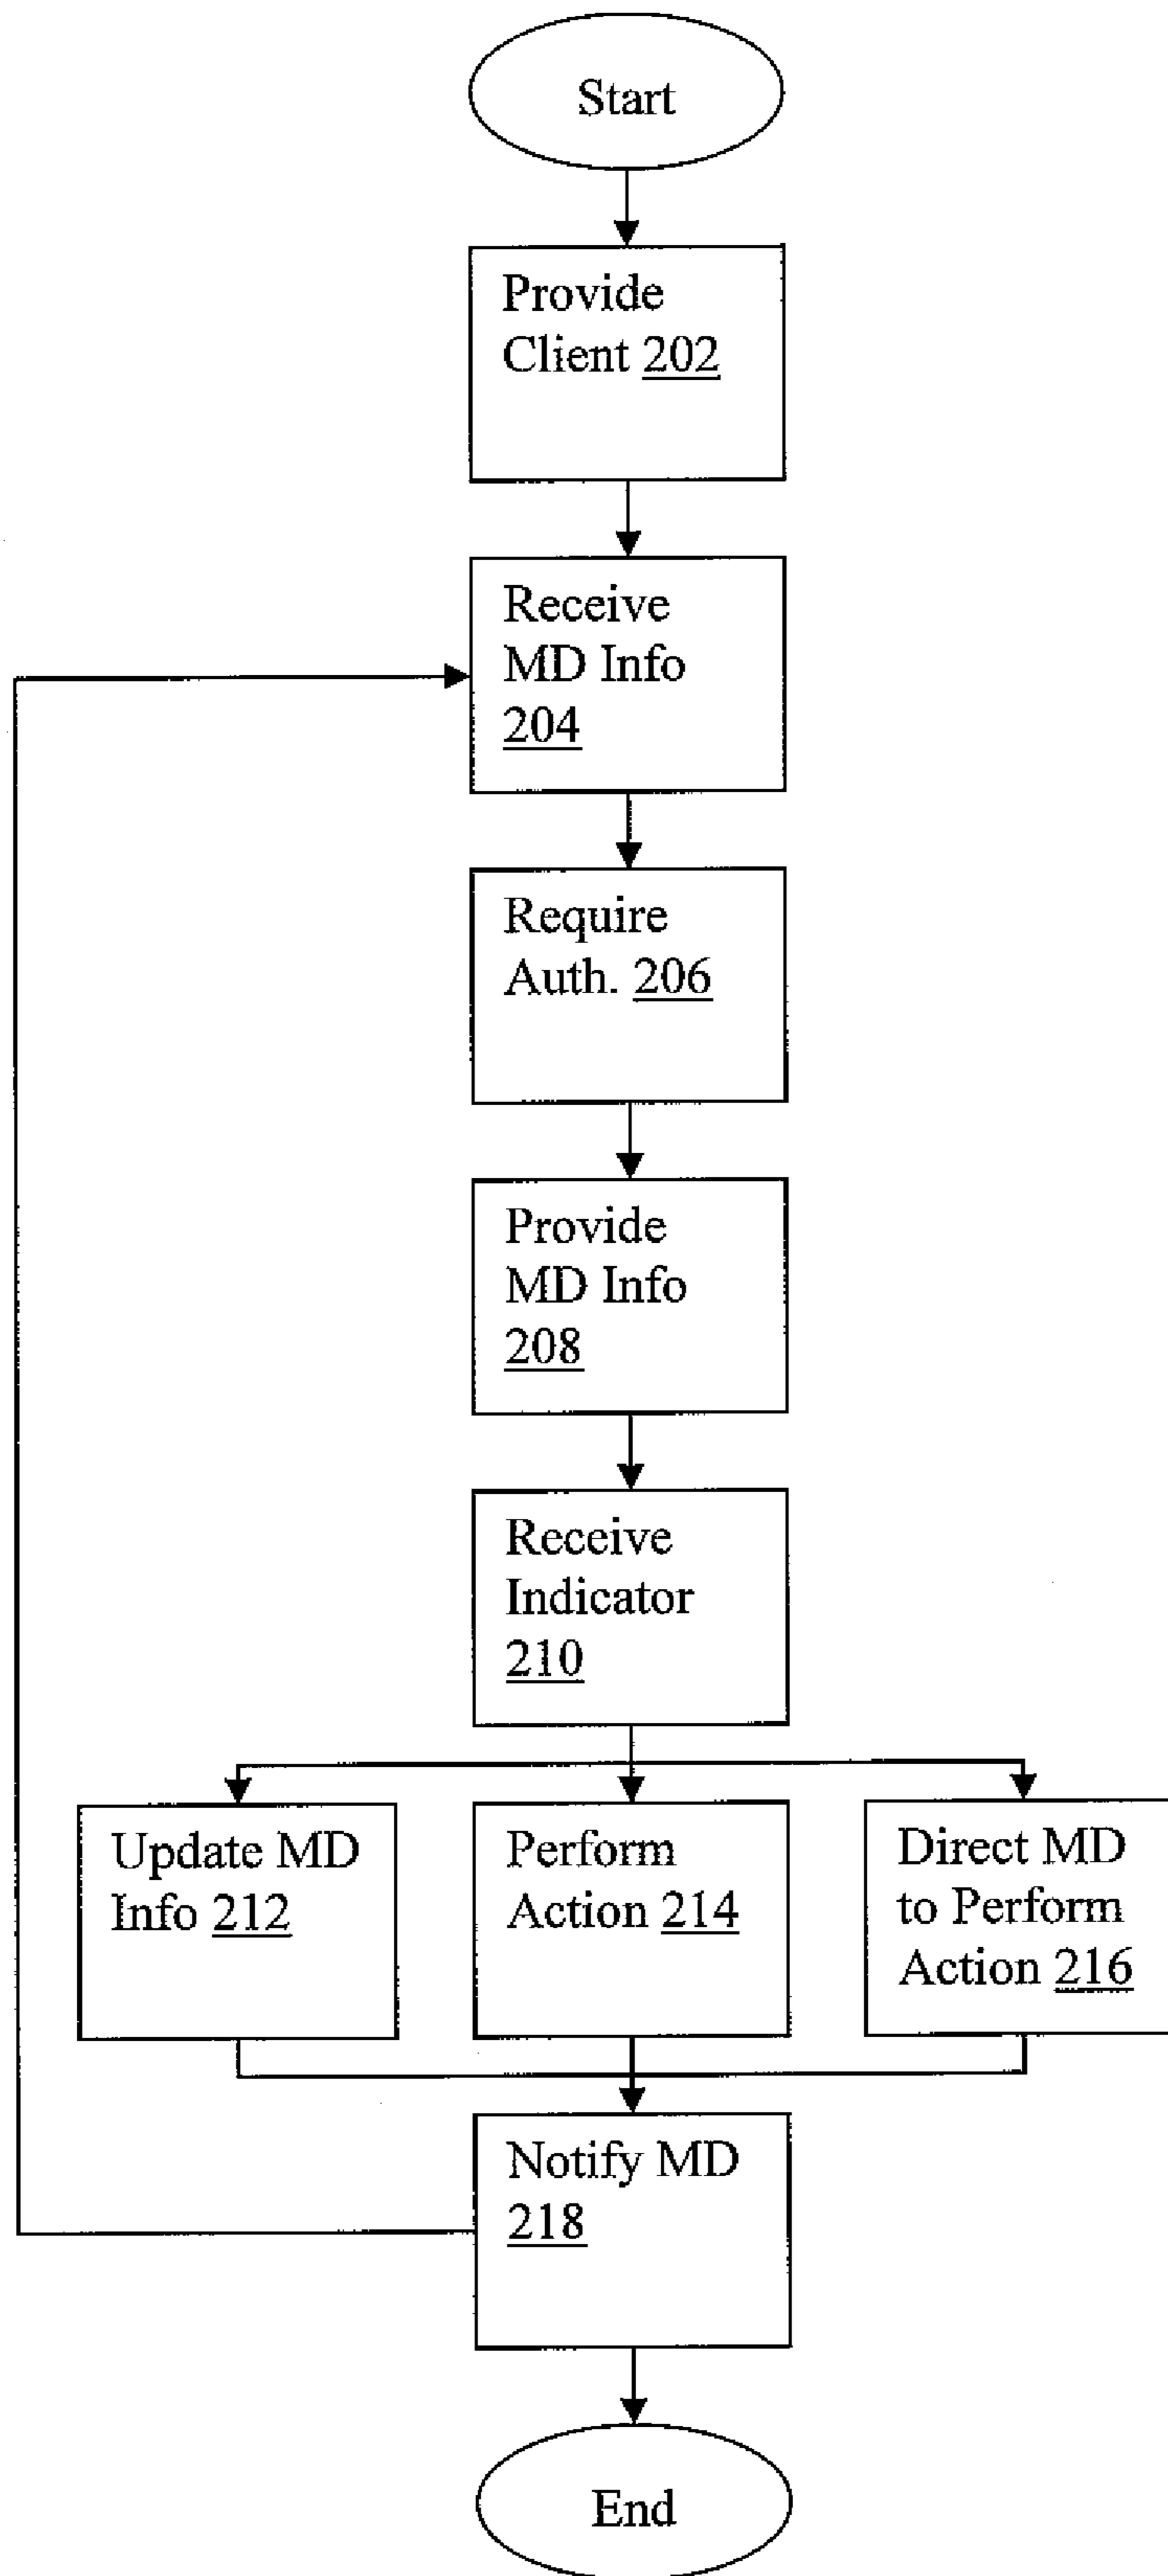 Start
Provide
Client 202
Receive
MD Info
204
Require
Auth. 206
Provide
MD Info
208
Receive
Indicator
210
Update MD
Info 212
Perform
Action 214
Direct MD
to Perform
Action 216
Notify MD
218
End